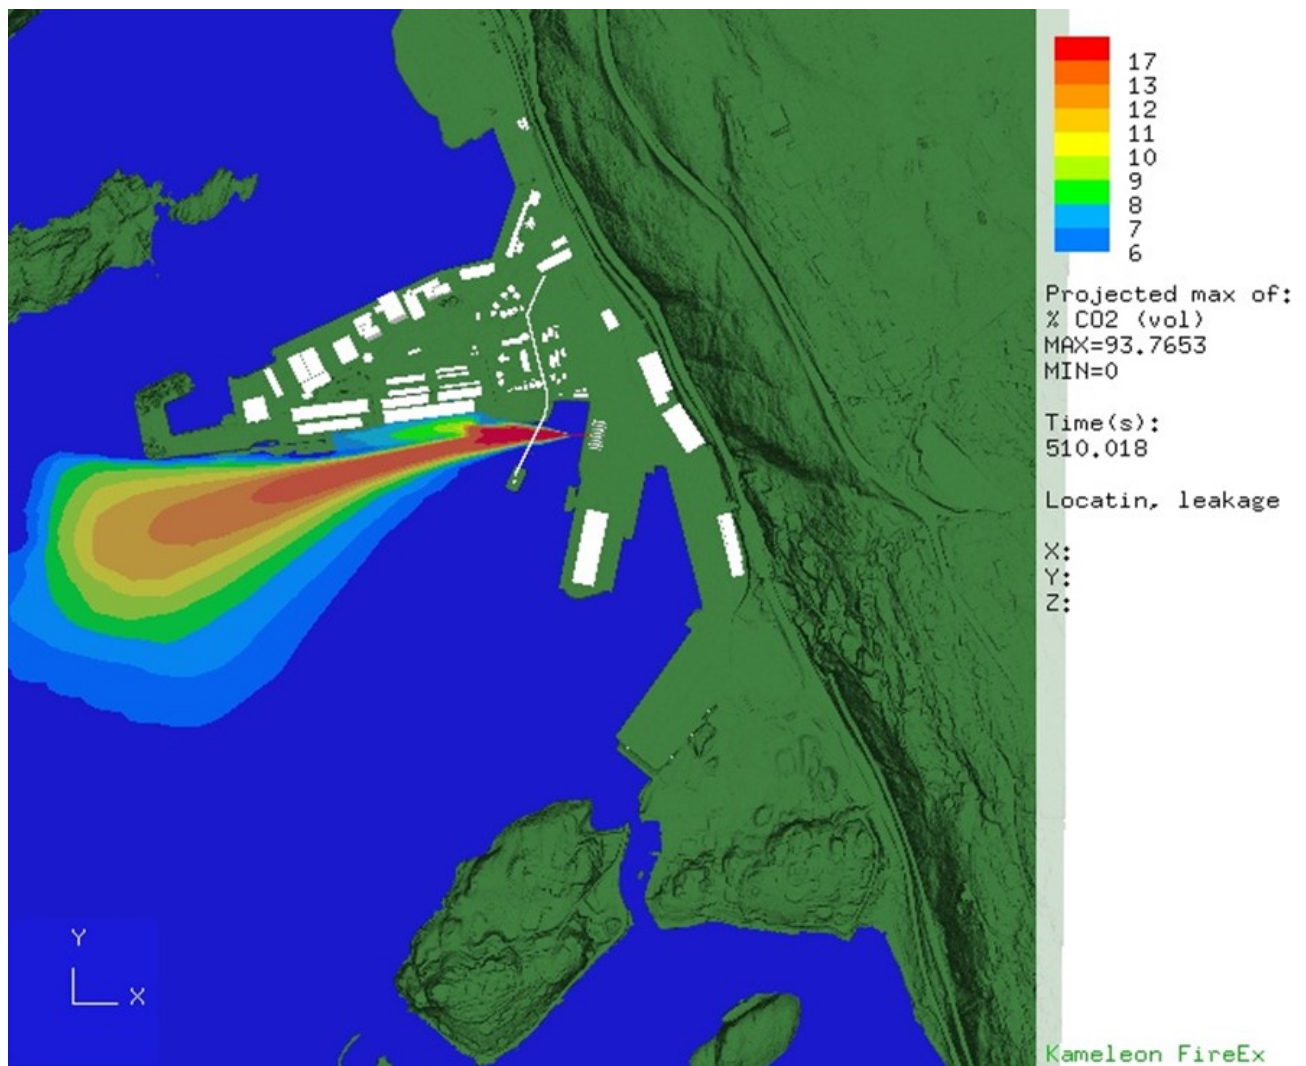 17
13
12
11
10
9
8
7
6
Projected max of:
% CO2 (vol)
MAX=93.7653
MIN=0
Time(s):
510.018
Locatin, leakage
X:
Y:
Z:
Y
X
Kameleon FireEx